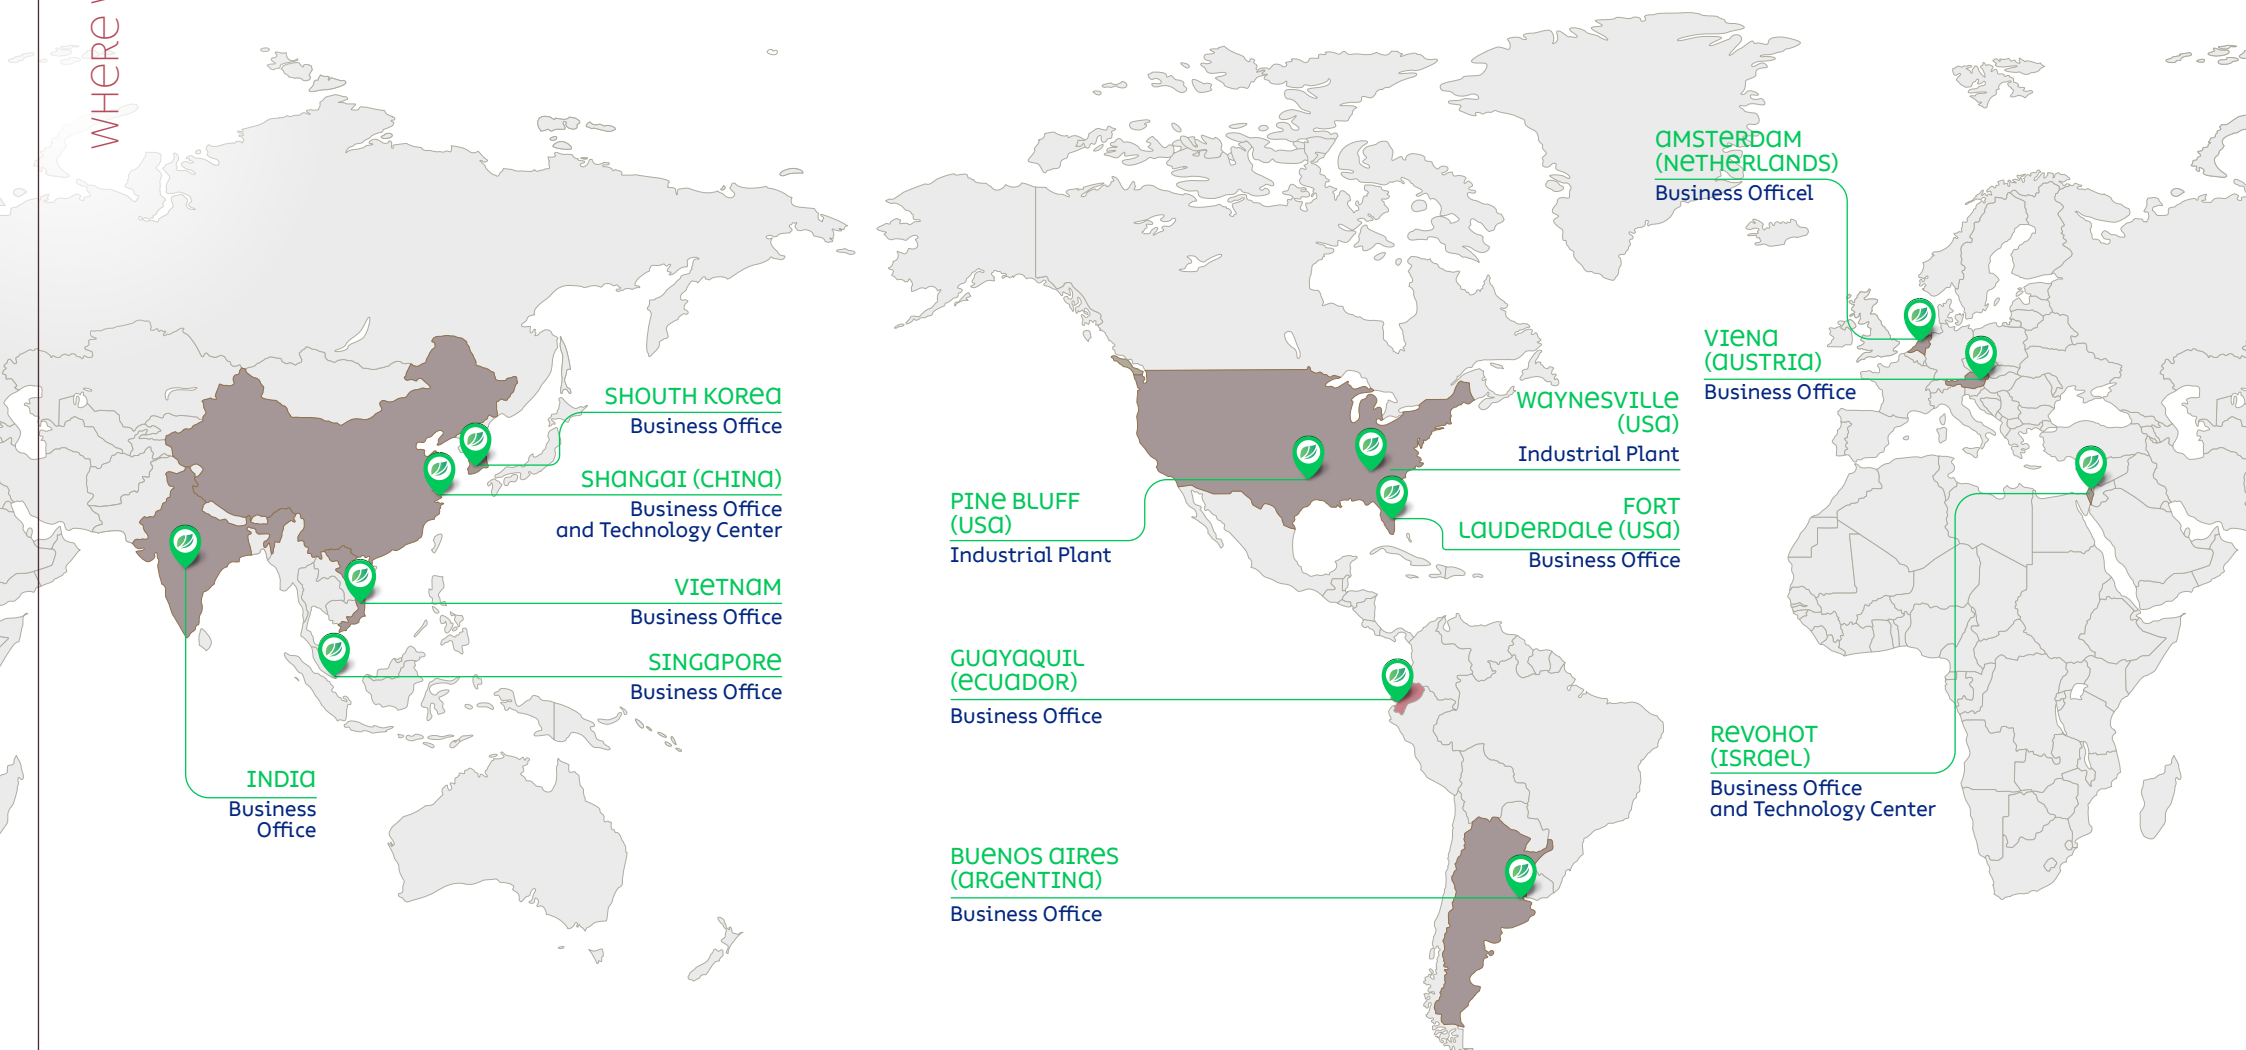 WHERE
SHOUTH KOREA
Business Office
SHANGAI (CHINA)
Business Office
and Technology Center
VIETNAM
Business Office
SINGAPORE
Business Office
INDIA
Business
Office
PINE BLUFF
(USA)
Industrial Plant
WAYNESVILLE
(USA)
Industrial Plant
FORT
LAUDERDALE (USA)
Business Office
GUAYAQUIL
(ECUADOR)
Business Office
BUENOS AIRES
(ARGENTINA)
Business Office
AMSTERDAM
(NETHERLANDS)
Business Officel
VIENA
(AUSTRIA)
Business Office
REVOHOT
(ISRAEL)
Business Office
and Technology Center